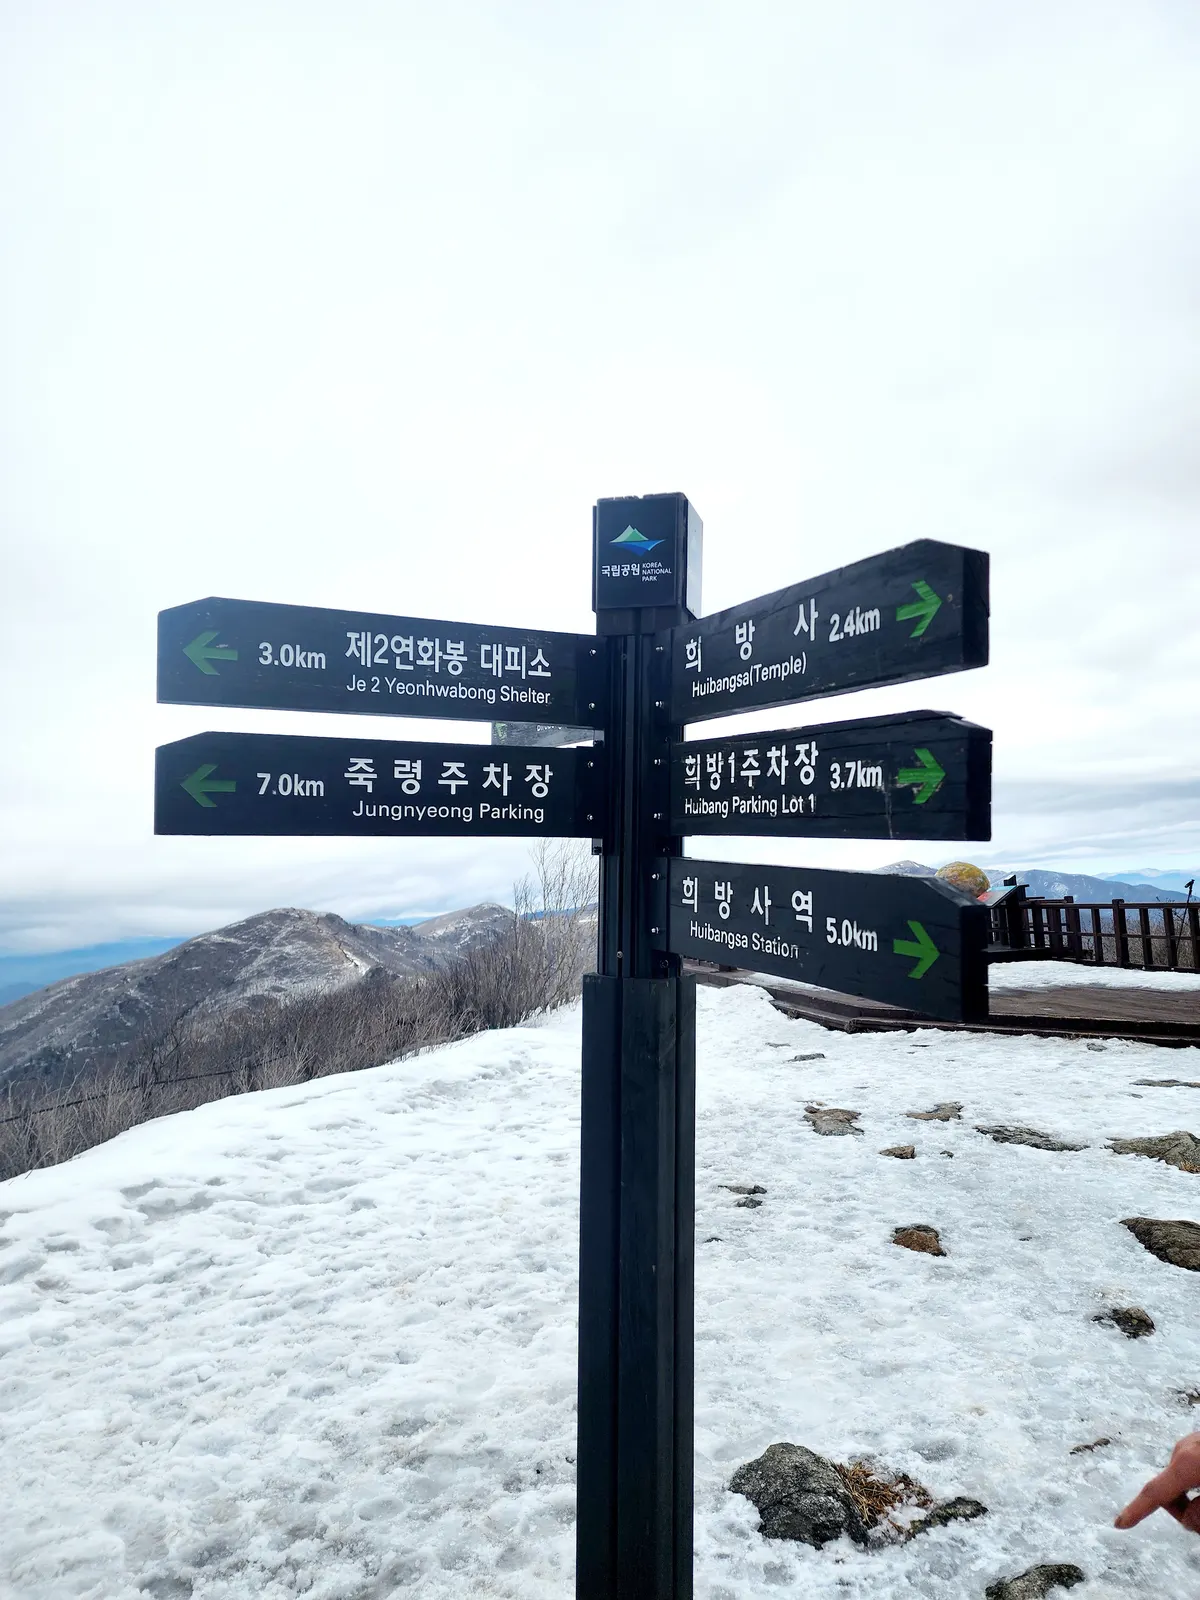 국립공원 KOREA
NATIONAL
PARK
3.0km 제2연화봉 대피소
Je 2 Yeonhwabong Shelter
7.0km 죽령주차장
Jungnyeong Parking
희방사 2.4km
Huibangsa(Temple)
희방1주차장 3.7km
Huibang Parking Lot 1
희방사역 5.0km
Huibangsa Station